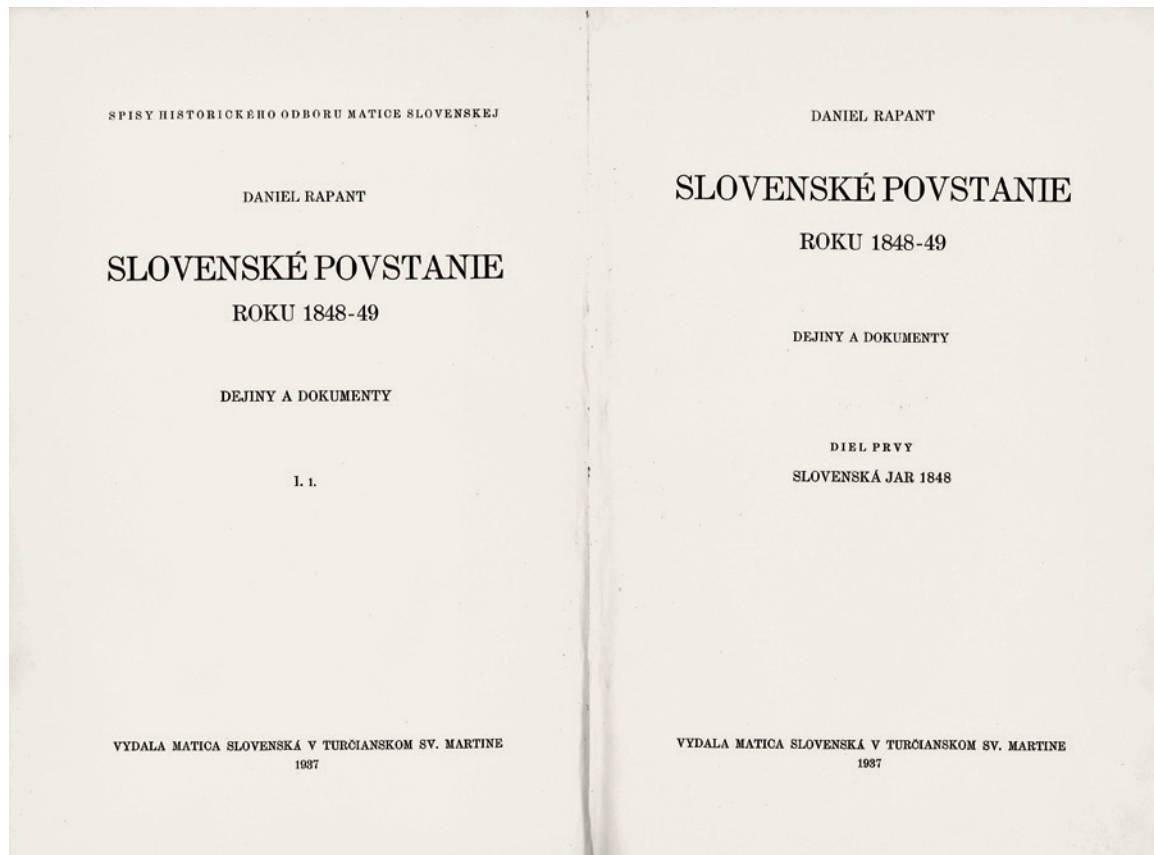 SPISY HISTORICKÉHO ODBORU MATICE SLOVENSKEJ
DANIEL RAPANT
SLOVENSKÉ POVSTANIE
ROKU 1848-49
DEJINY A DOKUMENTY
I. 1.
VYDALA MATICA SLOVENSKÁ V TURČIANSKOM SV. MARTINE
1937
DANIEL RAPANT
SLOVENSKÉ POVSTANIE
ROKU 1848-49
DEJINY A DOKUMENTY
DIEL PRVÝ
SLOVENSKÁ JAR 1848
VYDALA MATICA SLOVENSKÁ V TURČIANSKOM SV. MARTINE
1937